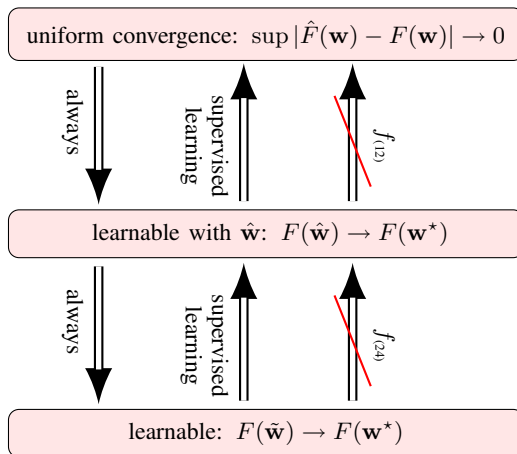 uniform convergence: sup |F̂(w) − F(w)| → 0
always
supervised
learning
f(12)
learnable with ŵ: F(ŵ) → F(w⋆)
always
supervised
learning
f(24)
learnable: F(w̃) → F(w⋆)